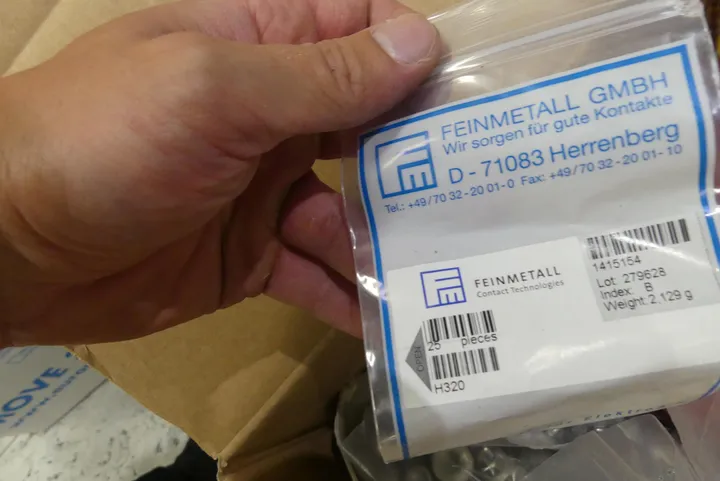 FEINMETALL GMBH
Wir sorgen für gute Kontakte
D - 71083 Herrenberg
Tel.: +49/70 32-20 01-0 Fax: +49/70 32-20 01-10
FEINMETALL
Contact Technologies
1415154
Lot: 279628
Index: B
Weight: 2,129 g
OPEN
25 pieces
H320